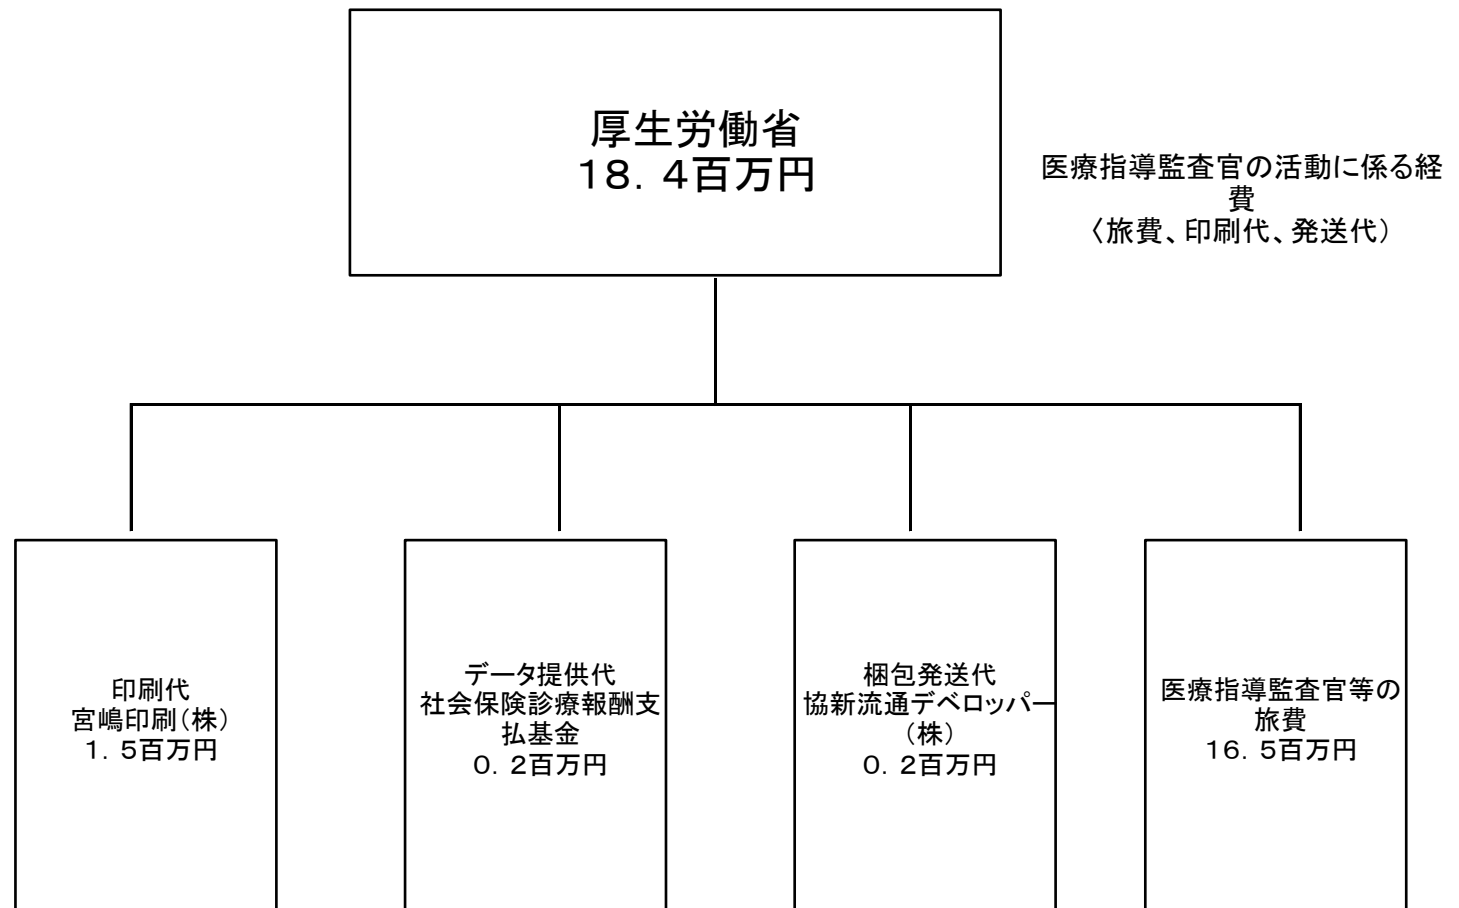 厚生労働省
18．4百万円
医療指導監査官の活動に係る経
費
〈旅費、印刷代、発送代）
印刷代
宮嶋印刷（株）
1．5百万円
データ提供代
社会保険診療報酬支
払基金
0．2百万円
梱包発送代
協新流通デベロッパー
（株）
0．2百万円
医療指導監査官等の
旅費
16．5百万円